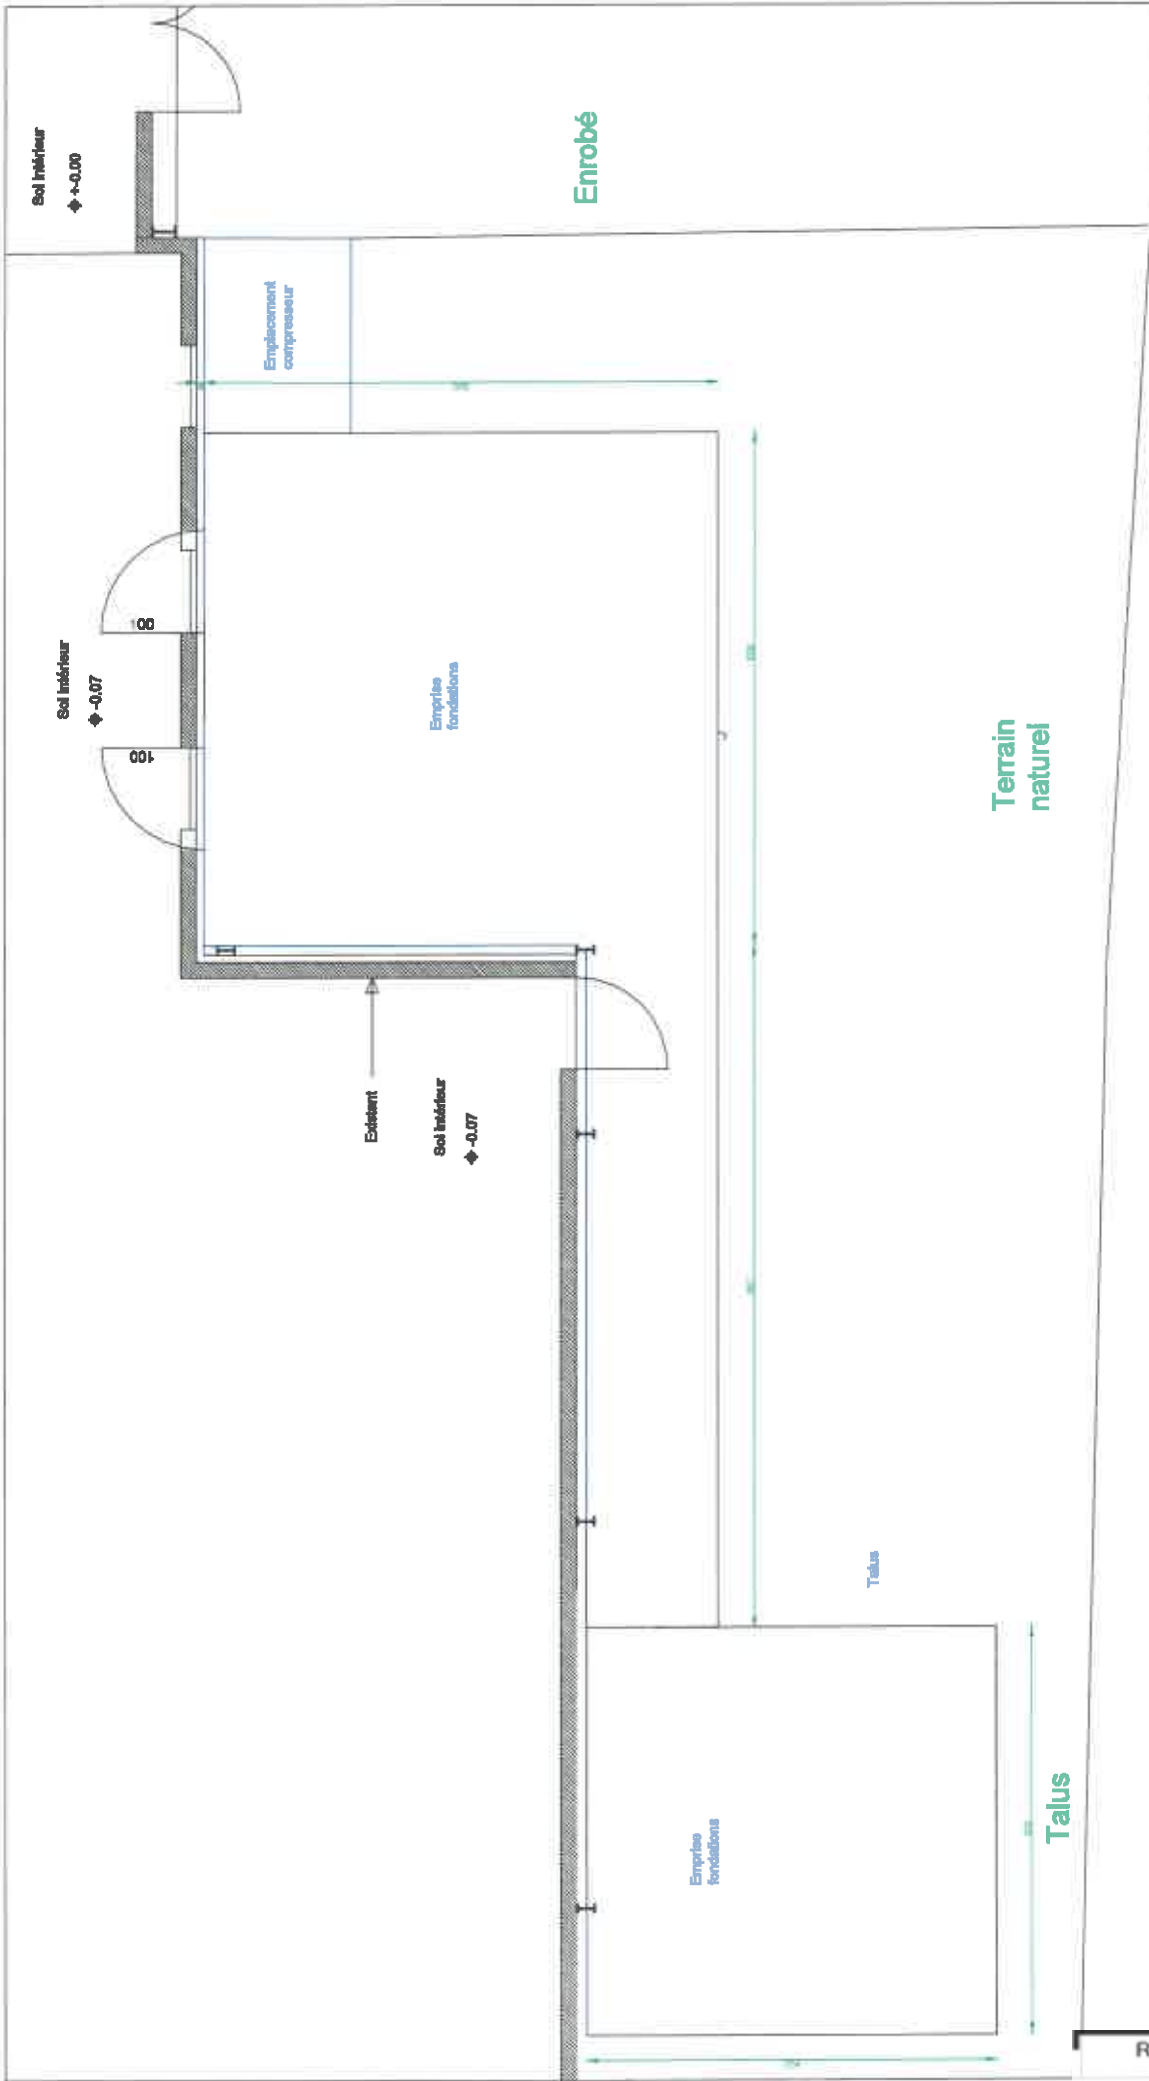 Sol intérieur
+-0.00
Enrobé
Emplacement
compresseur
Sol intérieur
-0.07
100
100
Emprise
fondations
Terrain
naturel
Existant
Sol intérieur
-0.07
Talus
Emprise
fondations
Talus
R